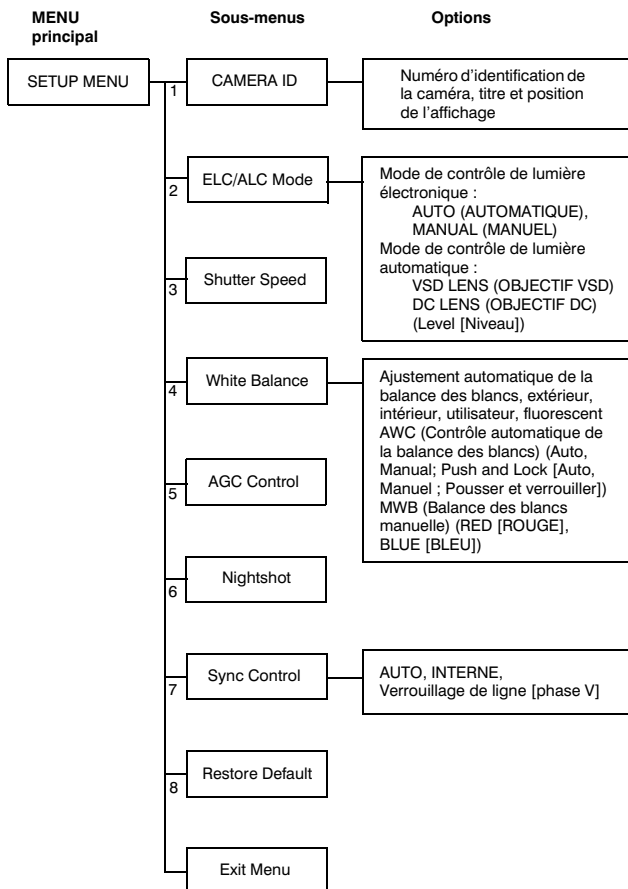 MENU principal
Sous-menus
Options
SETUP MENU
1
CAMERA ID
Numéro d'identification de
la caméra, titre et position
de l'affichage
2
ELC/ALC Mode
Mode de contrôle de lumière
électronique :
AUTO (AUTOMATIQUE),
MANUAL (MANUEL)
Mode de contrôle de lumière
automatique :
VSD LENS (OBJECTIF VSD)
DC LENS (OBJECTIF DC)
(Level [Niveau])
3
Shutter Speed
4
White Balance
Ajustement automatique de la
balance des blancs, extérieur,
intérieur, utilisateur, fluorescent
AWC (Contrôle automatique de
la balance des blancs) (Auto,
Manual; Push and Lock [Auto,
Manuel ; Pousser et verrouiller])
MWB (Balance des blancs
manuelle) (RED [ROUGE],
BLUE [BLEU])
5
AGC Control
6
Nightshot
7
Sync Control
AUTO, INTERNE,
Verrouillage de ligne [phase V]
8
Restore Default
Exit Menu